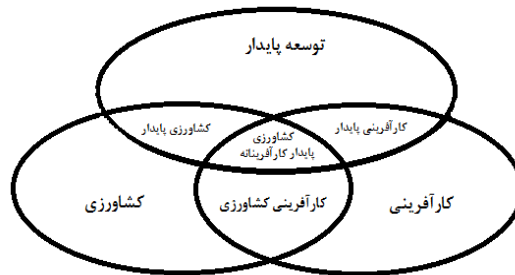 توسعه پایدار
کارآفرینی پایدار
کشاورزی پایدار
کشاورزی
پایدار کارآفرینانه
کارآفرینی
کارآفرینی کشاورزی
کشاورزی